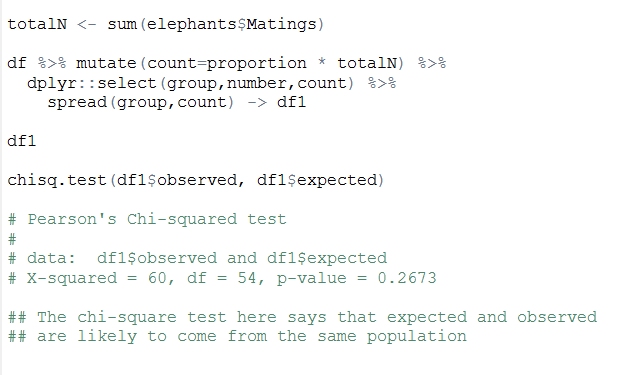 totalN <- sum(elephants$Matings)
df %>% mutate(count=proportion * totalN) %>%
dplyr::select(group,number,count) %>%
spread(group,count) -> df1
df1
chisq.test(df1$observed, df1$expected)
# Pearson's Chi-squared test
#
# data:  df1$observed and df1$expected
# X-squared = 60, df = 54, p-value = 0.2673
## The chi-square test here says that expected and observed
## are likely to come from the same population